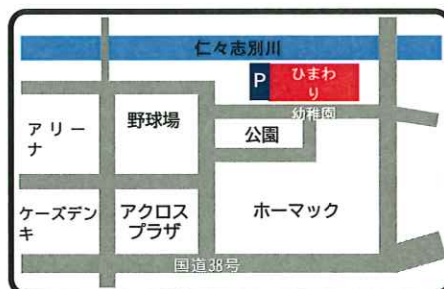 仁々志別川
P
ひまわ
り
幼稚園
野球場
公園
アリー
ナ
ケーズデン
キ
アクロス
プラザ
ホーマック
国道38号